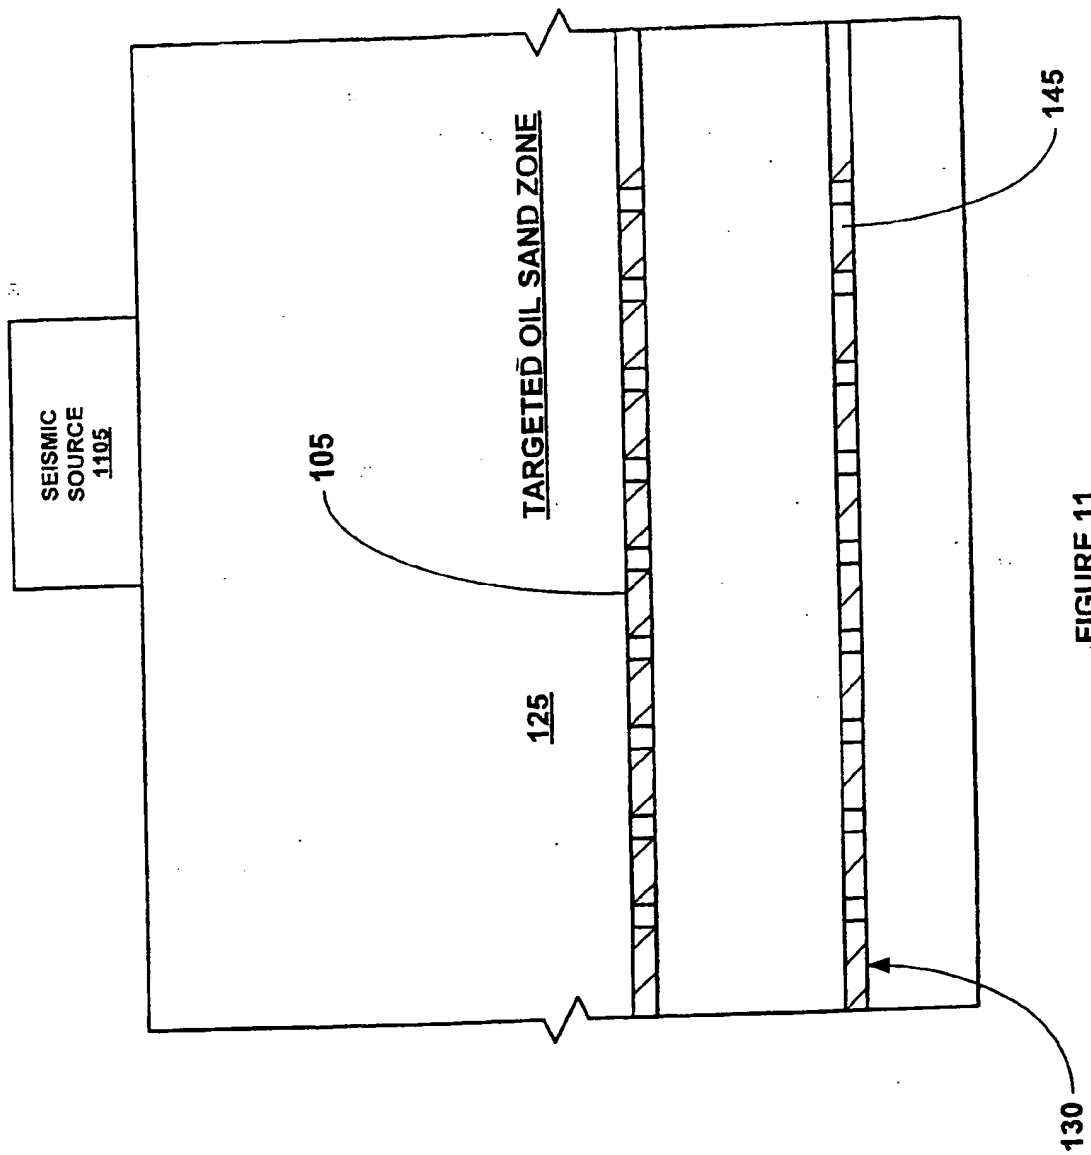 SEISMIC
SOURCE
1105
105
TARGETED OIL SAND ZONE
125
145
130
FIGURE 11